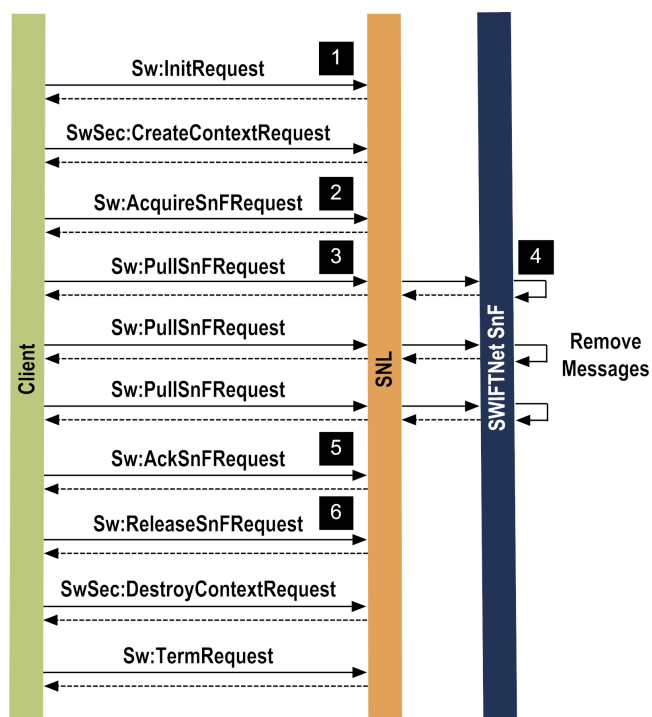 1
Sw:InitRequest
SwSec:CreateContextRequest
2
Sw:AcquireSnFRequest
3
Sw:PullSnFRequest
4
Sw:PullSnFRequest
Remove
Messages
Client
SNL
SWIFTNet SnF
Sw:PullSnFRequest
5
Sw:AckSnFRequest
6
Sw:ReleaseSnFRequest
SwSec:DestroyContextRequest
Sw:TermRequest